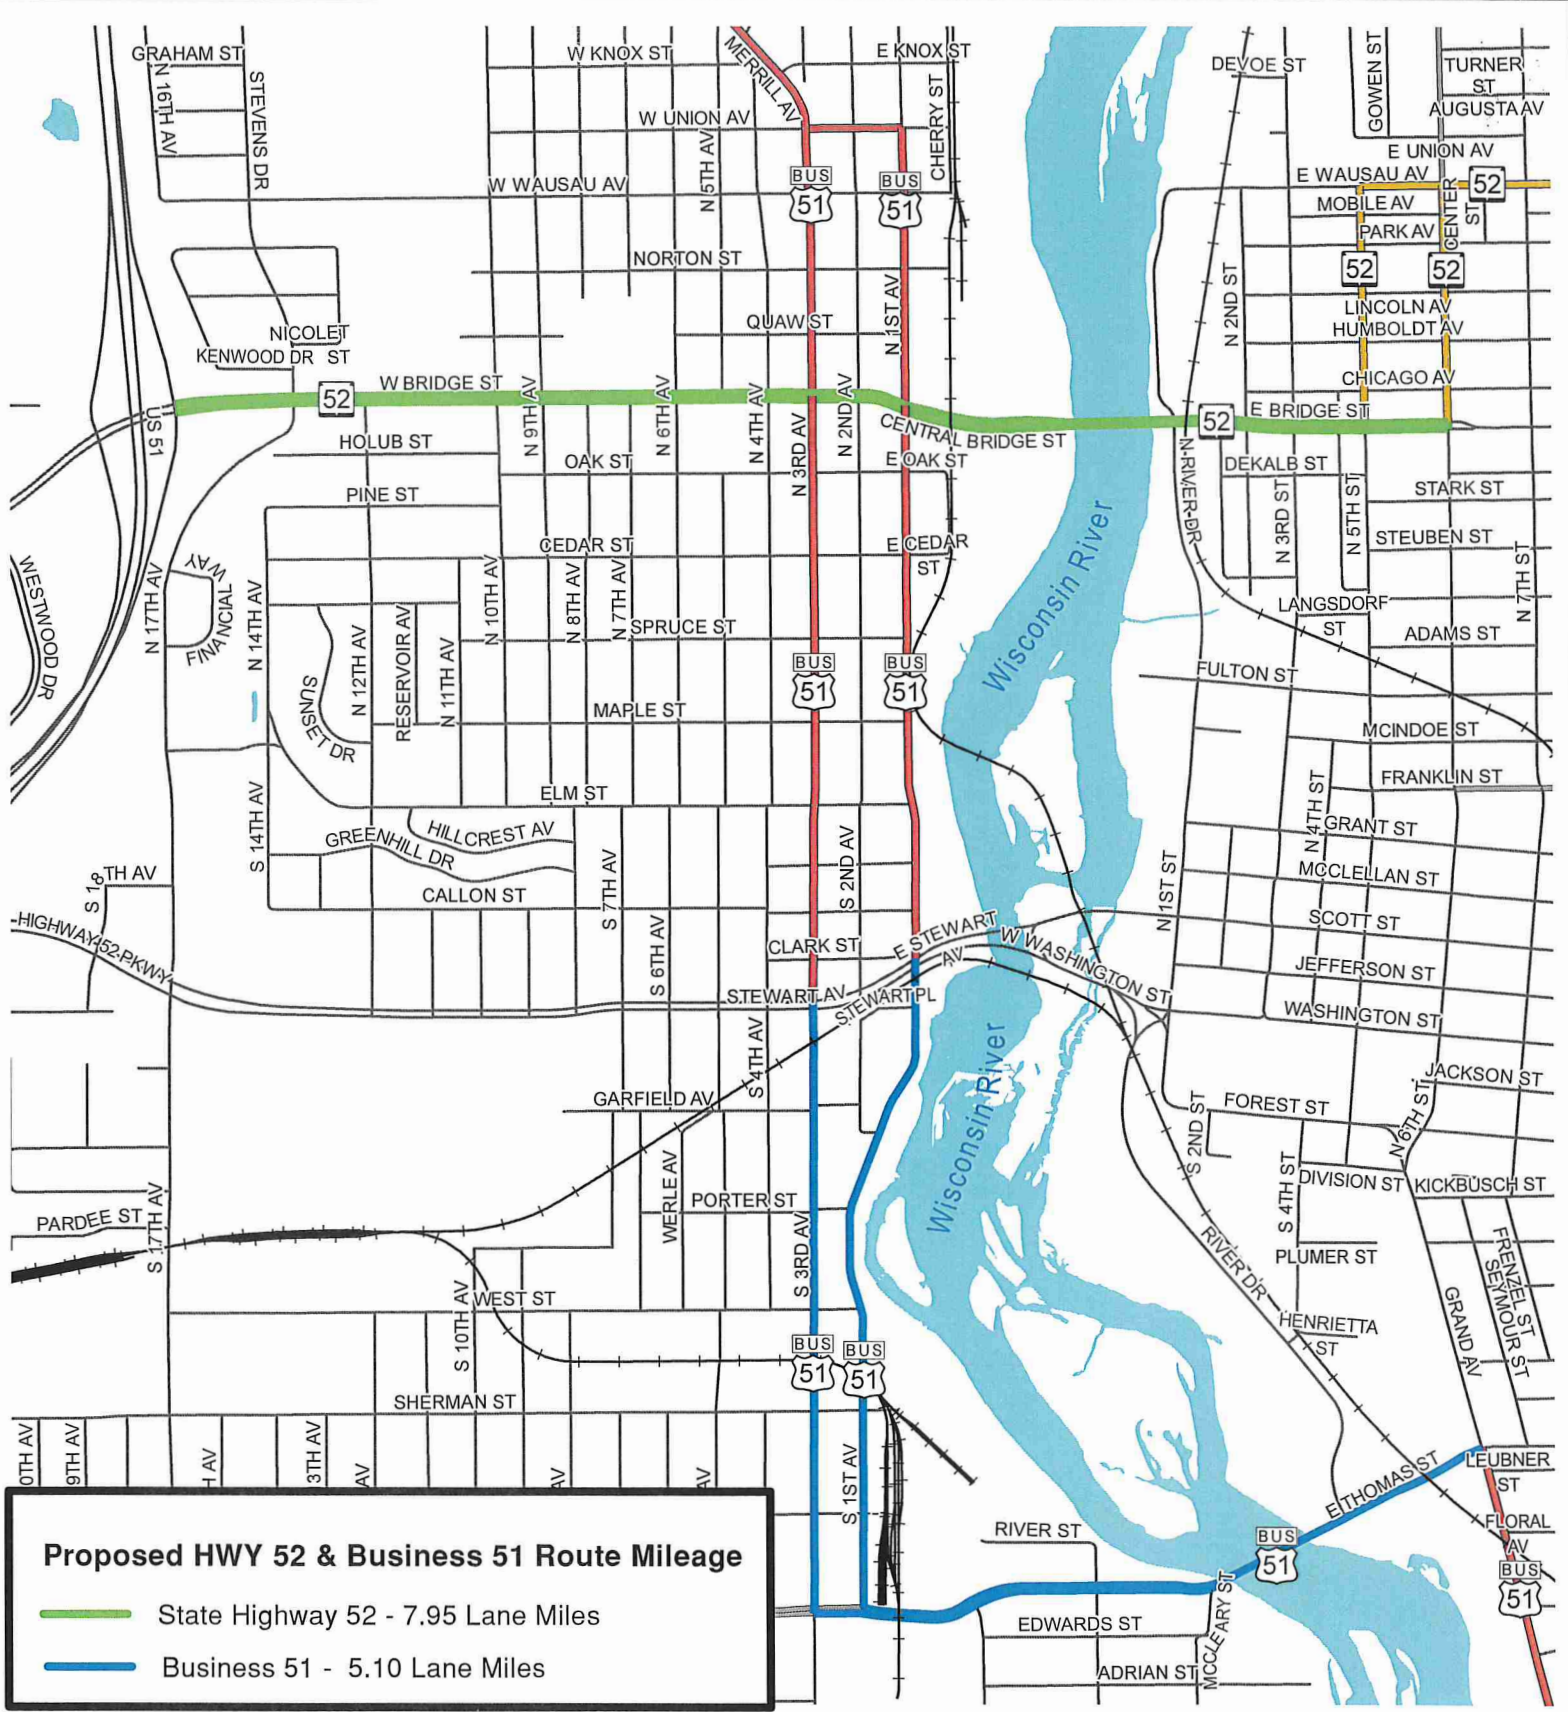 GRAHAM ST
N 16TH AV
STEVENS DR
W KNOX ST
MERRILL AV
E KNOX ST
CHERRY ST
DEVOE ST
GOWEN ST
TURNER
ST
AUGUSTA AV
W UNION AV
N 5TH AV
E UNION AV
W WAUSAU AV
BUS
51
BUS
51
E WAUSAU AV
52
MOBILE AV
CENTER
ST
PARK AV
NORTON ST
52
52
N 2ND ST
LINCOLN AV
HUMBOLDT AV
QUAW ST
N 1ST AV
NICOLET
ST
KENWOOD DR
CHICAGO AV
W BRIDGE ST
52
US 51
N 9TH AV
N 6TH AV
N 4TH AV
N 3RD AV
N 2ND AV
CENTRAL BRIDGE ST
52
E BRIDGE ST
HOLUB ST
OAK ST
E OAK ST
N RIVER DR
DEKALB ST
PINE ST
N 3RD ST
N 5TH ST
STARK ST
CEDAR ST
E CEDAR
ST
STEUBEN ST
N 7TH ST
Wisconsin River
WESTWOOD DR
N 17TH AV
FINANCIAL
WAY
N 14TH AV
SUNSET DR
N 12TH AV
RESERVOIR AV
N 11TH AV
N 10TH AV
N 8TH AV
N 7TH AV
SPRUCE ST
LANGSDORF
ST
ADAMS ST
BUS
51
BUS
51
FULTON ST
MAPLE ST
MCINDOE ST
ELM ST
N 4TH ST
FRANKLIN ST
S 14TH AV
GREENHILL DR
HILLCREST AV
S 7TH AV
S 2ND AV
GRANT ST
S 18TH AV
CALLON ST
N 1ST ST
MCCLELLAN ST
HIGHWAY 52 PKWY
S 6TH AV
CLARK ST
E STEWART
AV
W WASHINGTON ST
SCOTT ST
JEFFERSON ST
STEWART AV
STEWART PL
WASHINGTON ST
S 4TH AV
Wisconsin River
GARFIELD AV
JACKSON ST
S 2ND ST
FOREST ST
N 6TH ST
WERLE AV
S 4TH ST
DIVISION ST
KICKBUSCH ST
PARDEE ST
S 17TH AV
PORTER ST
S 3RD AV
RIVER DR
PLUMER ST
FRENZEL ST
SEYMOUR ST
GRAND AV
S 10TH AV
WEST ST
HENRIETTA
ST
BUS
51
BUS
51
SHERMAN ST
0TH AV
9TH AV
H AV
3TH AV
AV
AV
AV
S 1ST AV
E THOMAS ST
LEUBNER
ST
RIVER ST
FLORAL
AV
BUS
51
BUS
51
MCCLEARY ST
EDWARDS ST
ADRIAN ST
Proposed HWY 52 & Business 51 Route Mileage
State Highway 52 - 7.95 Lane Miles
Business 51 - 5.10 Lane Miles